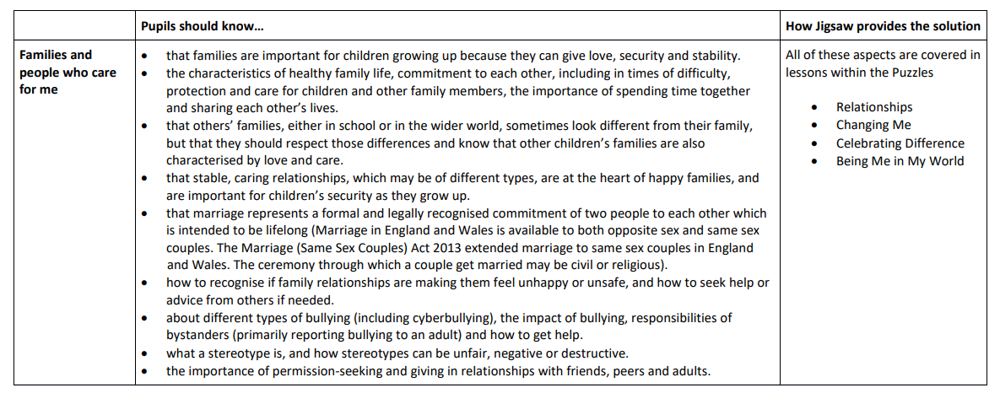 Pupils should know…
How Jigsaw provides the solution
Families and
people who care
for me
• that families are important for children growing up because they can give love, security and stability.
• the characteristics of healthy family life, commitment to each other, including in times of difficulty,
protection and care for children and other family members, the importance of spending time together
and sharing each other’s lives.
• that others’ families, either in school or in the wider world, sometimes look different from their family,
but that they should respect those differences and know that other children’s families are also
characterised by love and care.
• that stable, caring relationships, which may be of different types, are at the heart of happy families, and
are important for children’s security as they grow up.
• that marriage represents a formal and legally recognised commitment of two people to each other which
is intended to be lifelong (Marriage in England and Wales is available to both opposite sex and same sex
couples. The Marriage (Same Sex Couples) Act 2013 extended marriage to same sex couples in England
and Wales. The ceremony through which a couple get married may be civil or religious).
• how to recognise if family relationships are making them feel unhappy or unsafe, and how to seek help or
advice from others if needed.
• about different types of bullying (including cyberbullying), the impact of bullying, responsibilities of
bystanders (primarily reporting bullying to an adult) and how to get help.
• what a stereotype is, and how stereotypes can be unfair, negative or destructive.
• the importance of permission-seeking and giving in relationships with friends, peers and adults.
All of these aspects are covered in
lessons within the Puzzles
• Relationships
• Changing Me
• Celebrating Difference
• Being Me in My World